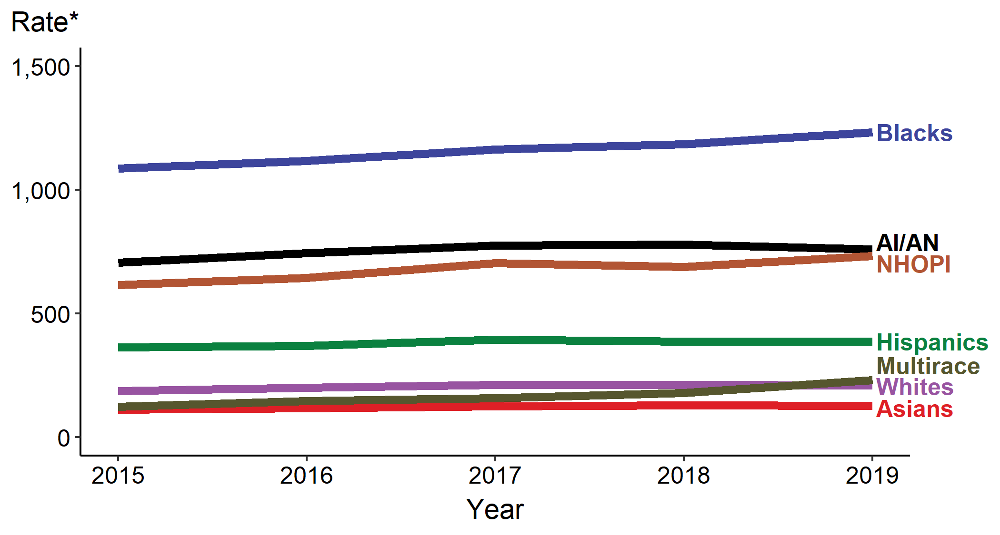 Rate*
1,500
1,000
500
0
Blacks
AI/AN
NHOPI
Hispanics
Multirace
Whites
Asians
2015 2016 2017 2018 2019
Year